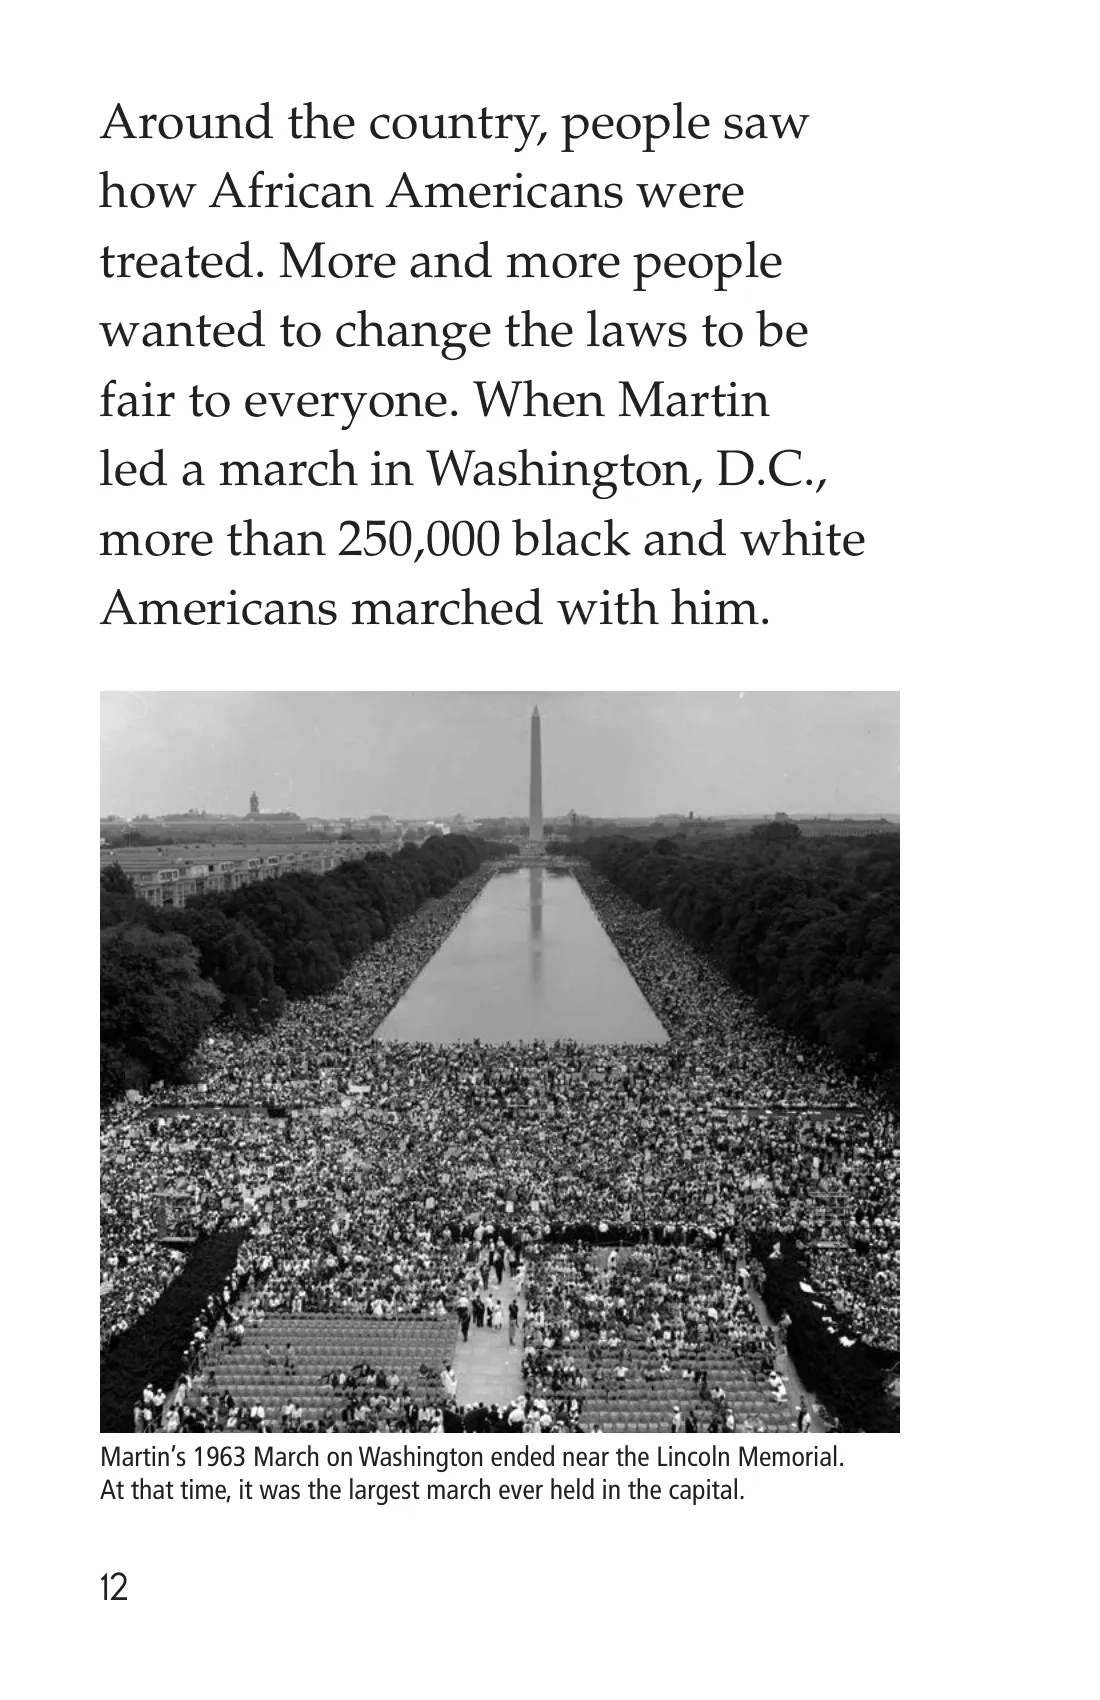 Around the country, people saw
how African Americans were
treated. More and more people
wanted to change the laws to be
fair to everyone. When Martin
led a march in Washington, D.C.,
more than 250,000 black and white
Americans marched with him.
Martin’s 1963 March on Washington ended near the Lincoln Memorial.
At that time, it was the largest march ever held in the capital.
12